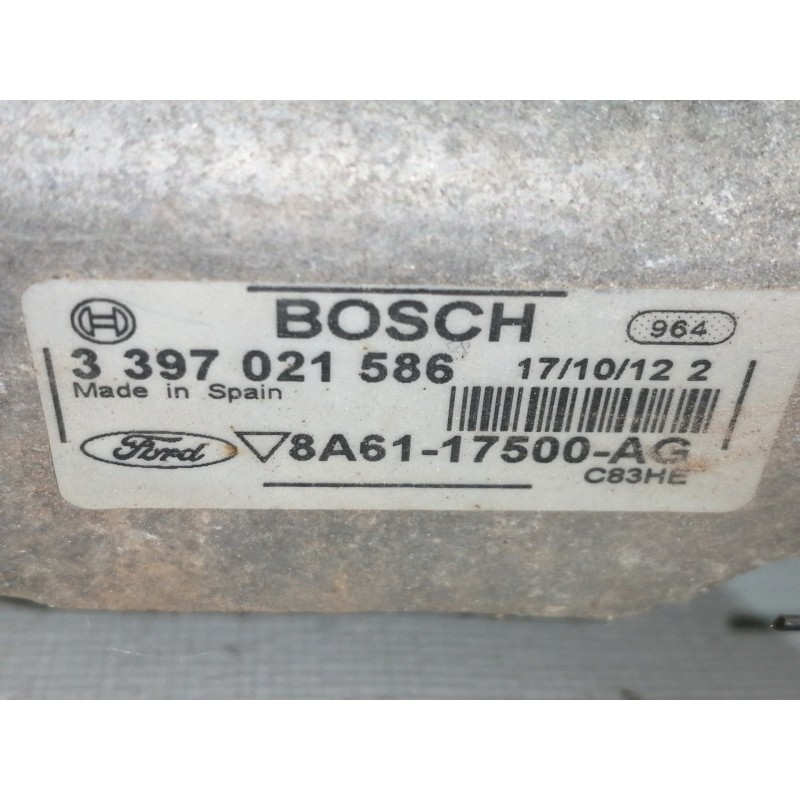 BOSCH
964
3 397 021 586 17/10/12 2
Made in Spain
Ford 8A61-17500-AG
C83HE